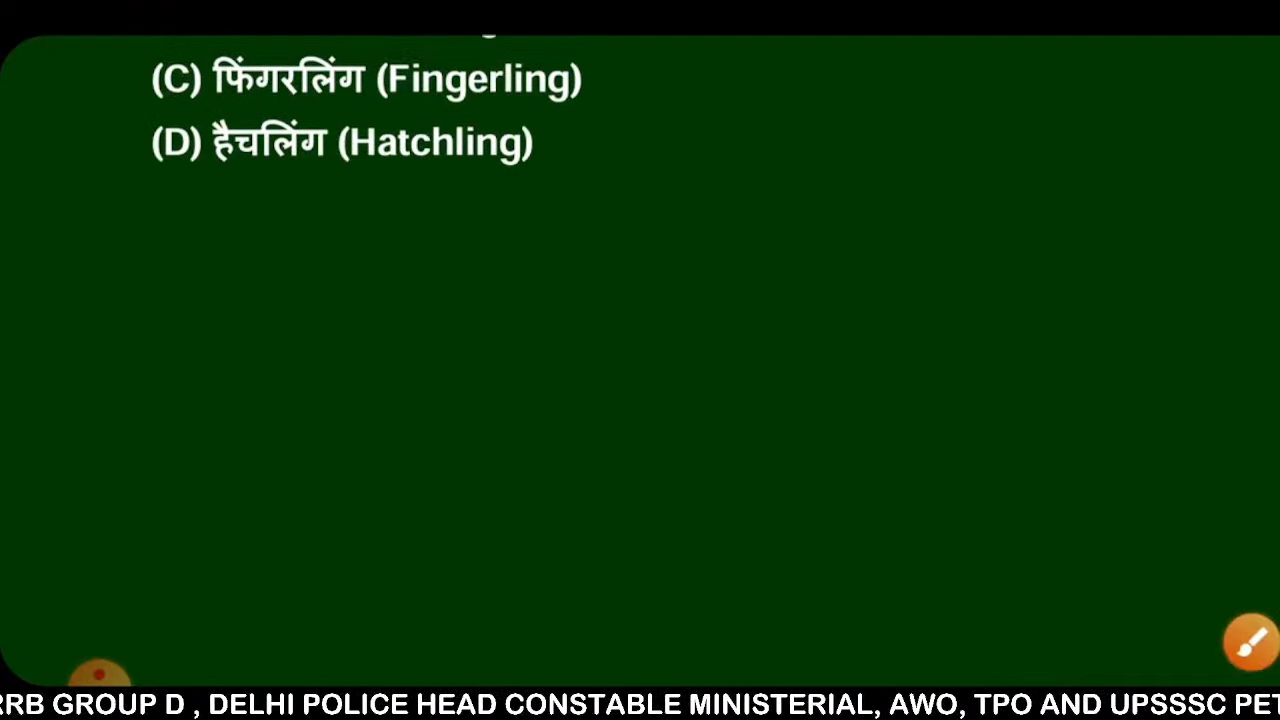 (C) फिंगरलिंग (Fingerling)
(D) हैचलिंग (Hatchling)
RRB GROUP D , DELHI POLICE HEAD CONSTABLE MINISTERIAL, AWO, TPO AND UPSSSC PET